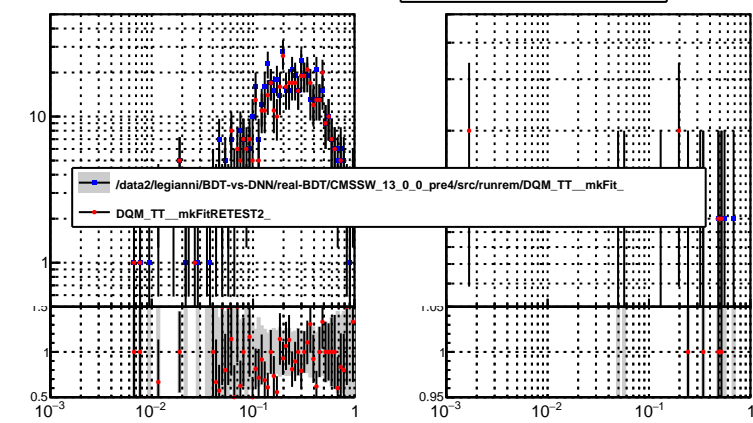 10
1
/data2/legianni/BDT-vs-DNN/real-BDT/CMSSW_13_0_0_pre4/src/runrem/DQM_TT__mkFit_
DQM_TT__mkFitRETEST2_
1.5
1
0.5
10−3 10−2 10−1 1
1.05
1
0.95
10−3 10−2 10−1 1